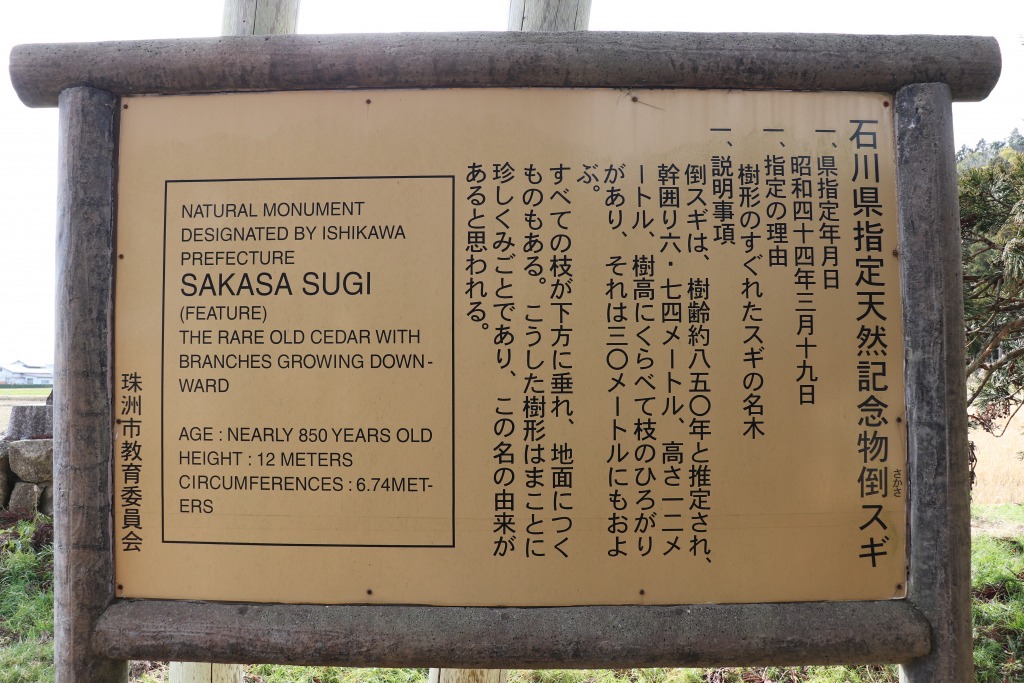 石川県指定天然記念物倒スギ
さかさ
一、県指定年月日
昭和四十四年三月十九日
一、指定の理由
樹形のすぐれたスギの名木
一、説明事項
倒スギは、樹齢約八五〇年と推定され、
幹囲り六・七四メートル、高さ一二メ
ートル、樹高にくらべて枝のひろがり
があり、それは三〇メートルにもおよ
ぶ。
すべての枝が下方に垂れ、地面につく
ものもある。こうした樹形はまことに
珍しくみごとであり、この名の由来が
あると思われる。
NATURAL MONUMENT
DESIGNATED BY ISHIKAWA
PREFECTURE
SAKASA SUGI
(FEATURE)
THE RARE OLD CEDAR WITH
BRANCHES GROWING DOWN-
WARD
AGE : NEARLY 850 YEARS OLD
HEIGHT : 12 METERS
CIRCUMFERENCES : 6.74MET-
ERS
珠洲市教育委員会